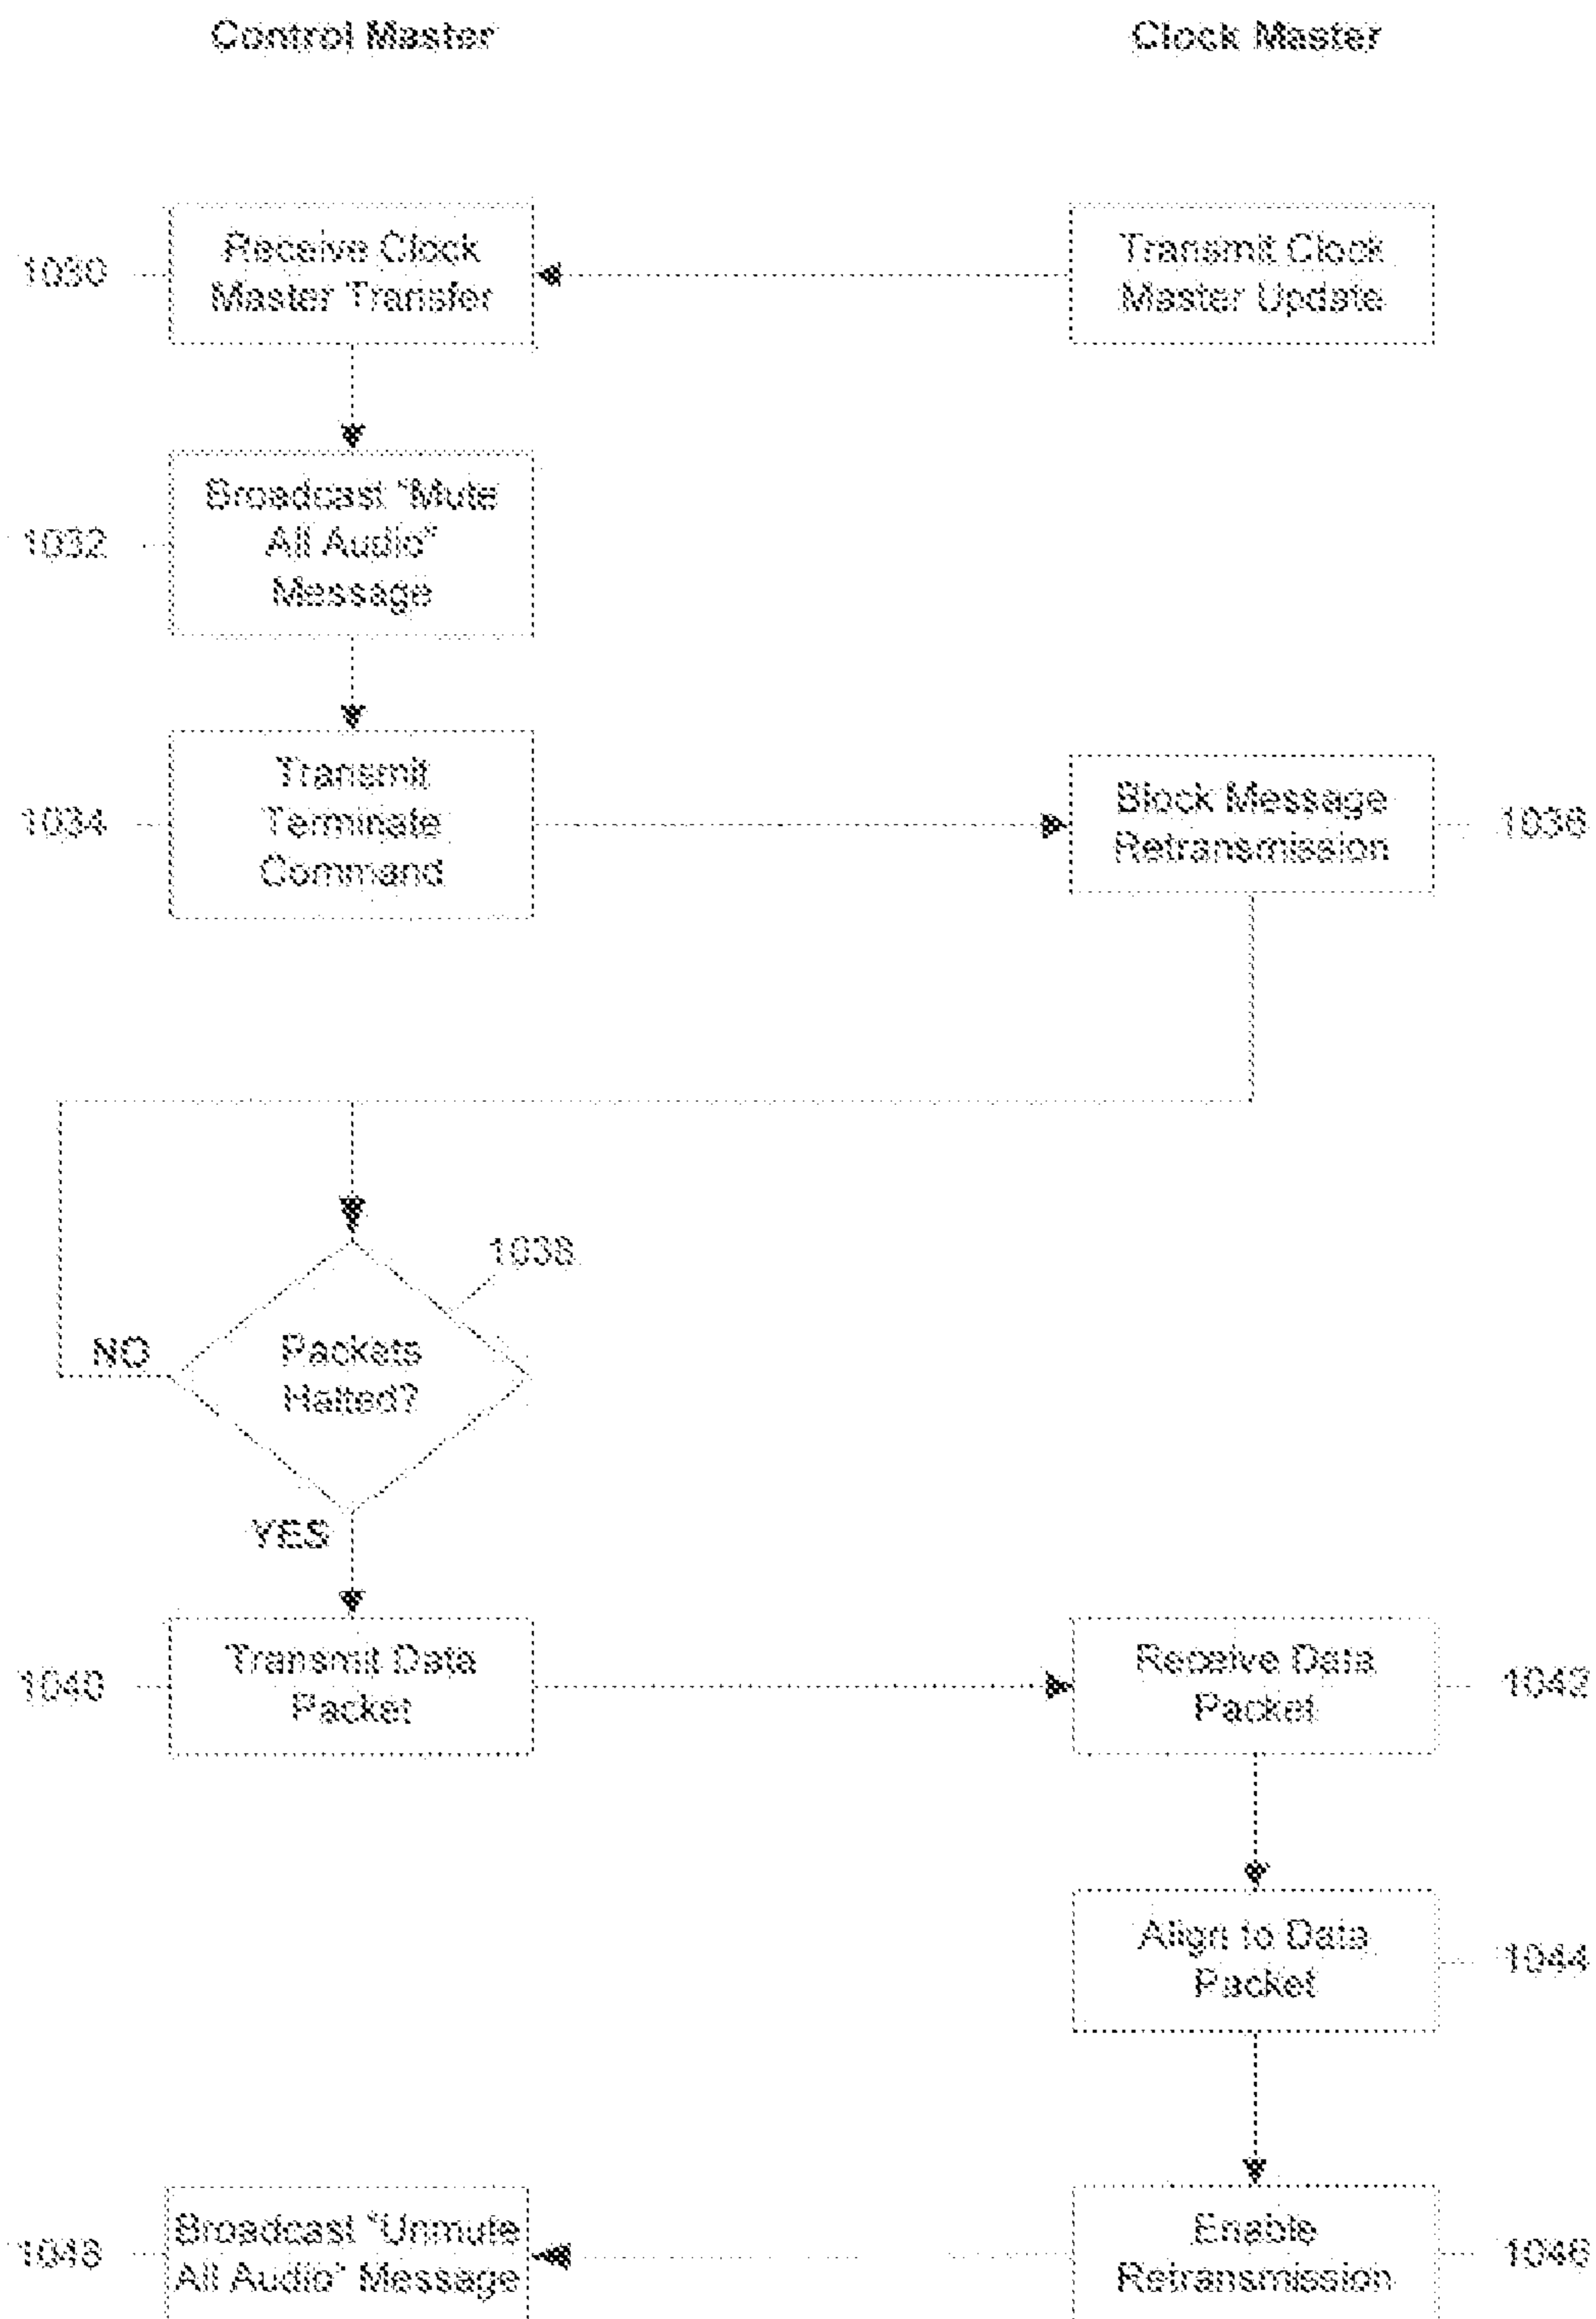 Control Master
Clock Master
1030
Receive Clock
Master Transfer
Transmit Clock
Master Update
1032
Broadcast "Mute
All Audio"
Message
1034
Transmit
Terminate
Command
Block Message
Retransmission
1036
1038
NO
Packets
Halted?
YES
1040
Transmit Data
Packet
Receive Data
Packet
1042
Align to Data
Packet
1044
1048
Broadcast "Unmute
All Audio" Message
Enable
Retransmission
1046